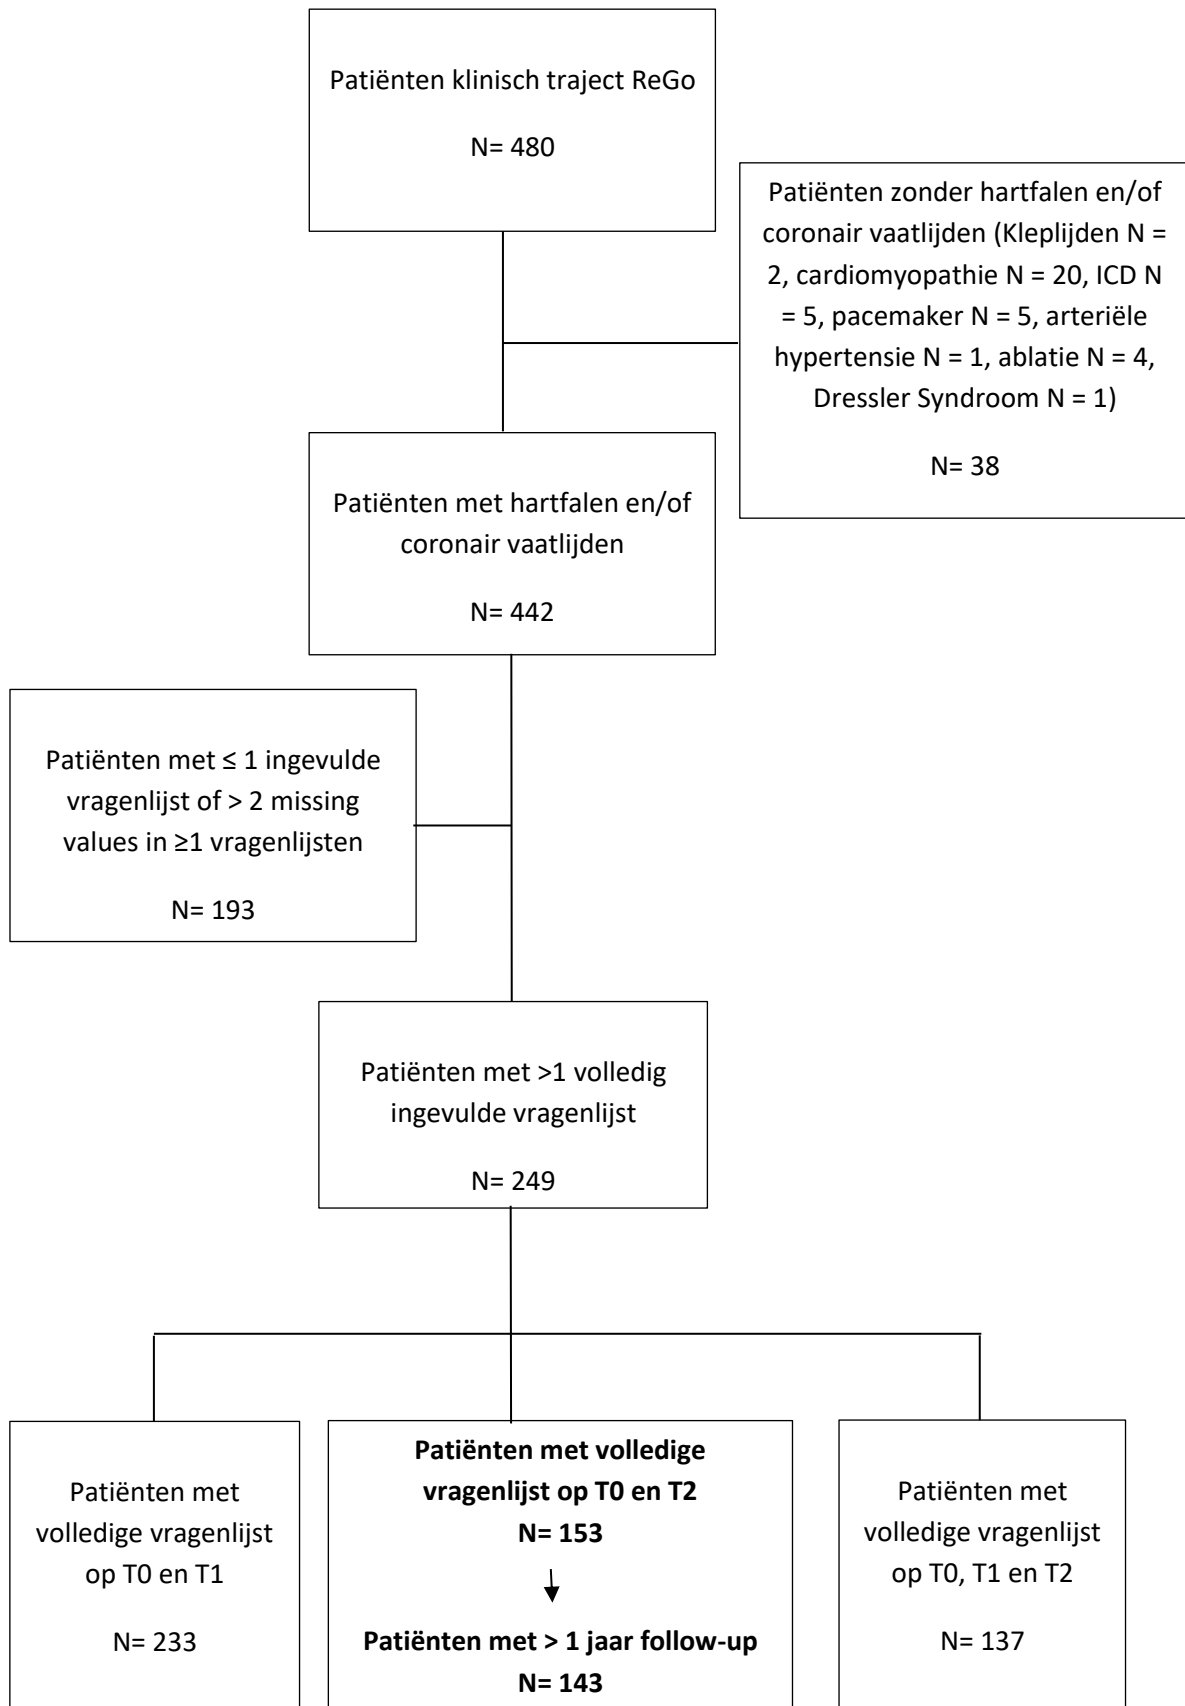 Patiënten klinisch traject ReGo
N= 480
Patiënten zonder hartfalen en/of
coronair vaatlijden (Kleplijden N =
2, cardiomyopathie N = 20, ICD N
= 5, pacemaker N = 5, arteriële
hypertensie N = 1, ablatie N = 4,
Dressler Syndroom N = 1)
N= 38
Patiënten met hartfalen en/of
coronair vaatlijden
N= 442
Patiënten met ≤ 1 ingevulde
vragenlijst of > 2 missing
values in ≥1 vragenlijsten
N= 193
Patiënten met >1 volledig
ingevulde vragenlijst
N= 249
Patiënten met
volledige vragenlijst
op T0 en T1
N= 233
Patiënten met volledige
vragenlijst op T0 en T2
N= 153
Patiënten met > 1 jaar follow-up
N= 143
Patiënten met
volledige vragenlijst
op T0, T1 en T2
N= 137